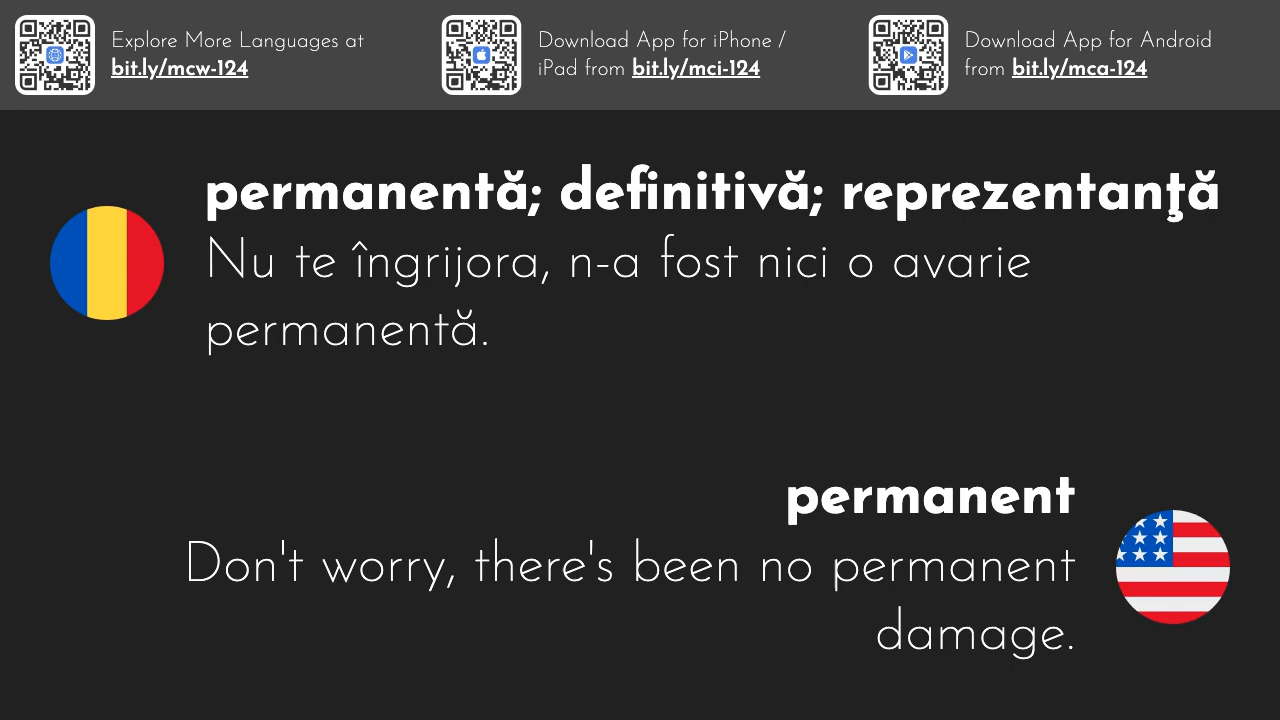 Explore More Languages at
bit.ly/mcw-124
Download App for iPhone /
iPad from bit.ly/mci-124
Download App for Android
from bit.ly/mca-124
permanentă; definitivă; reprezentanţă
Nu te îngrijora, n-a fost nici o avarie
permanentă.
permanent
Don't worry, there's been no permanent
damage.